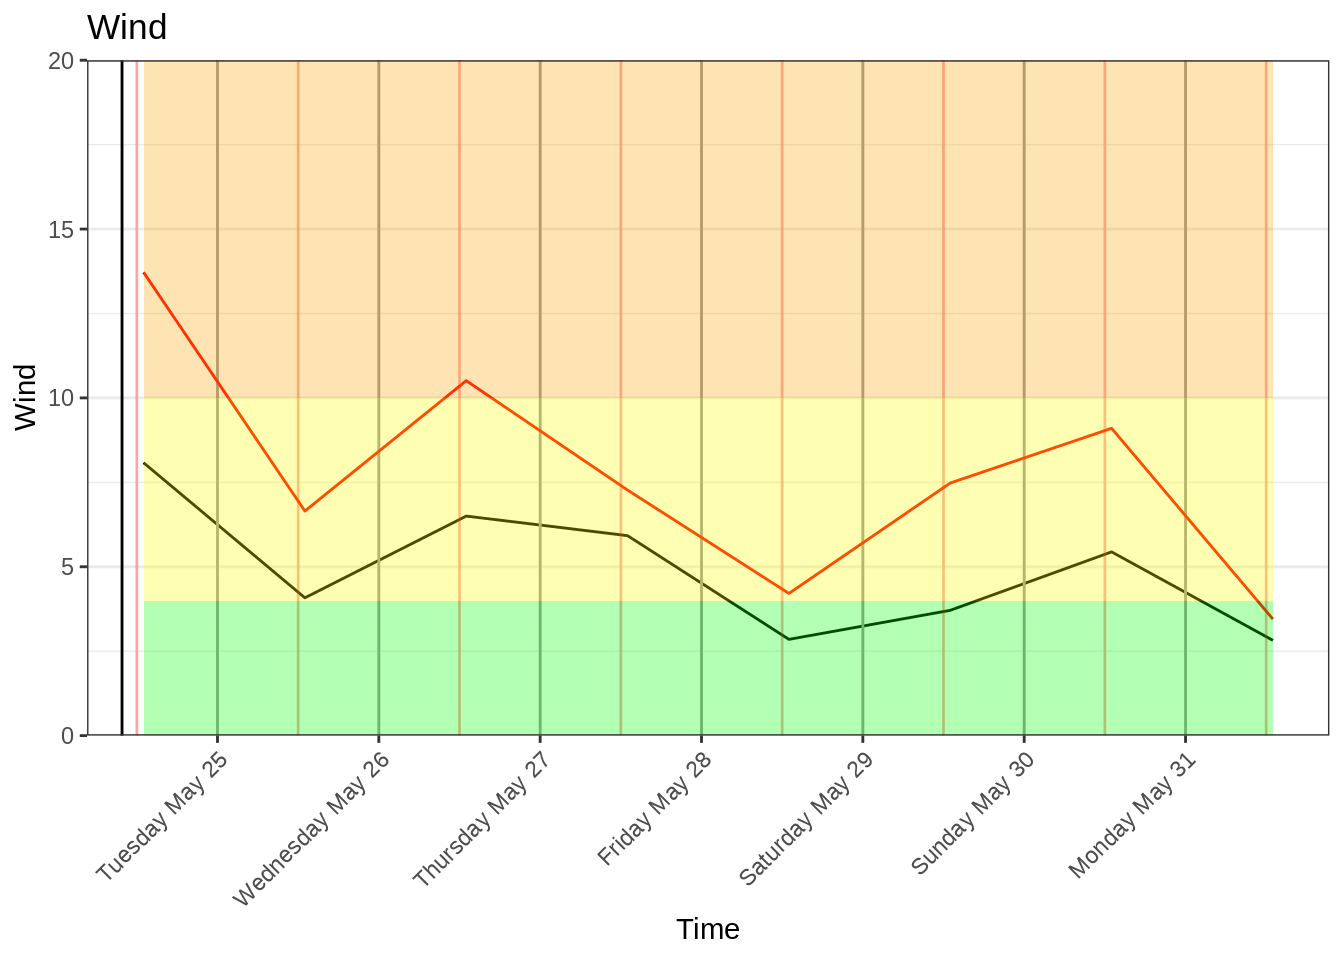 Wind
20
15
10
5
0
Wind
Tuesday May 25
Wednesday May 26
Thursday May 27
Friday May 28
Saturday May 29
Sunday May 30
Monday May 31
Time